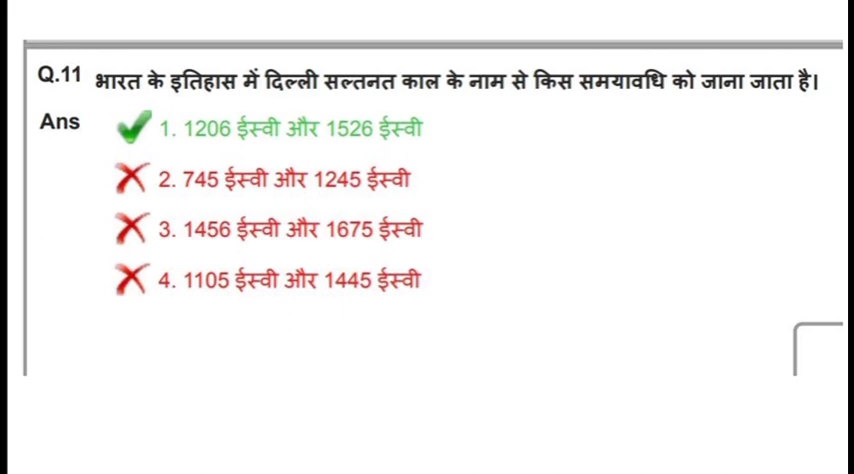 Q.11 भारत के इतिहास में दिल्ली सल्तनत काल के नाम से किस समयावधि को जाना जाता है।
Ans 1. 1206 ईस्वी और 1526 ईस्वी
2. 745 ईस्वी और 1245 ईस्वी
3. 1456 ईस्वी और 1675 ईस्वी
4. 1105 ईस्वी और 1445 ईस्वी